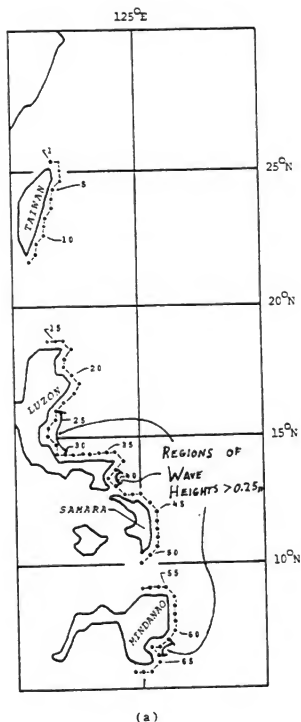 125°E
1
25°N
5
TAIWAN
10
20°N
15
20
LUZON
25
15°N
30
35
REGIONS OF
WAVE
40
HEIGHTS >0.25m
SAMARA
45
50
10°N
55
MINDANAO
60
65
(a)